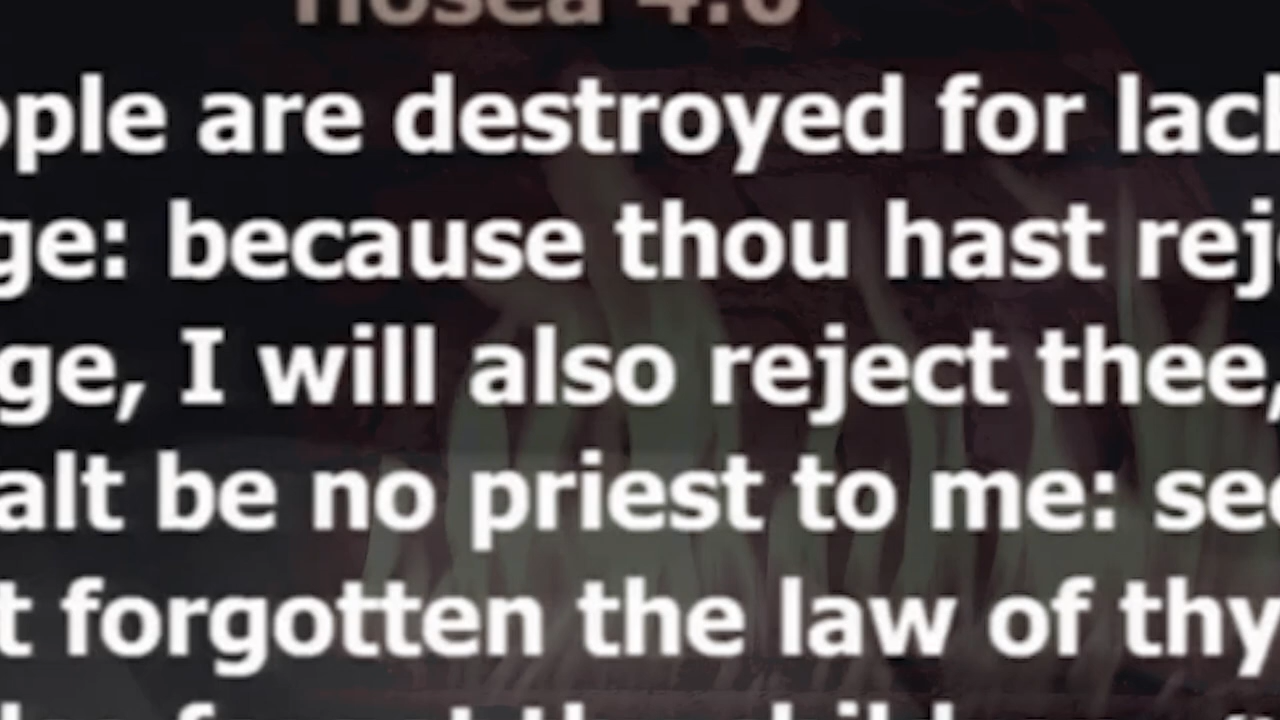 Hosea 4:6
ople are destroyed for lack
ge: because thou hast rej
ge, I will also reject thee,
alt be no priest to me: see
t forgotten the law of thy